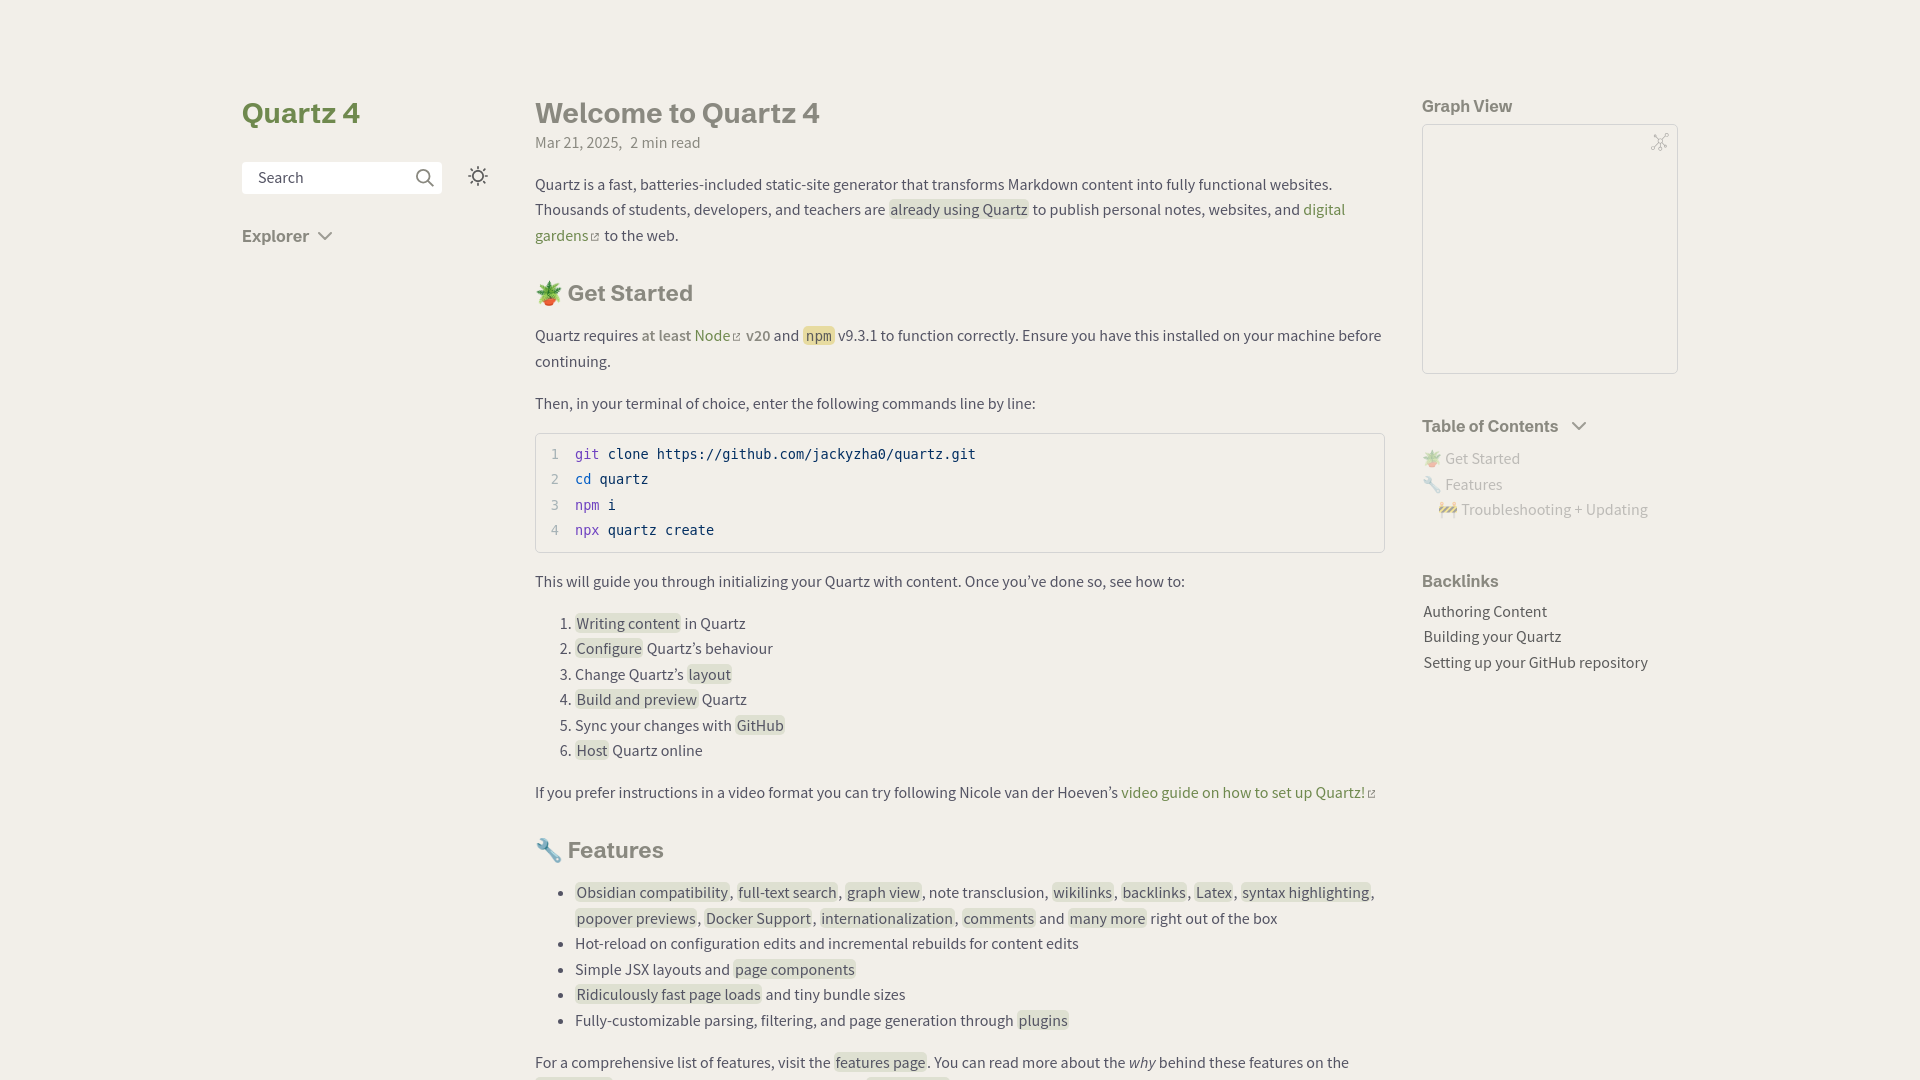 Quartz 4
Search
Explorer
Welcome to Quartz 4
Mar 21, 2025, 2 min read
Quartz is a fast, batteries-included static-site generator that transforms Markdown content into fully functional websites.
Thousands of students, developers, and teachers are already using Quartz to publish personal notes, websites, and digital
gardens to the web.
🪴 Get Started
Quartz requires at least Node v20 and npm v9.3.1 to function correctly. Ensure you have this installed on your machine before
continuing.
Then, in your terminal of choice, enter the following commands line by line:
1 git clone https://github.com/jackyzha0/quartz.git
2 cd quartz
3 npm i
4 npx quartz create
This will guide you through initializing your Quartz with content. Once you’ve done so, see how to:
1. Writing content in Quartz
2. Configure Quartz’s behaviour
3. Change Quartz’s layout
4. Build and preview Quartz
5. Sync your changes with GitHub
6. Host Quartz online
If you prefer instructions in a video format you can try following Nicole van der Hoeven’s video guide on how to set up Quartz!
🔧 Features
• Obsidian compatibility, full-text search, graph view, note transclusion, wikilinks, backlinks, Latex, syntax highlighting,
popover previews, Docker Support, internationalization, comments and many more right out of the box
• Hot-reload on configuration edits and incremental rebuilds for content edits
• Simple JSX layouts and page components
• Ridiculously fast page loads and tiny bundle sizes
• Fully-customizable parsing, filtering, and page generation through plugins
For a comprehensive list of features, visit the features page. You can read more about the why behind these features on the
Graph View
Table of Contents
🪴 Get Started
🔧 Features
🚧 Troubleshooting + Updating
Backlinks
Authoring Content
Building your Quartz
Setting up your GitHub repository